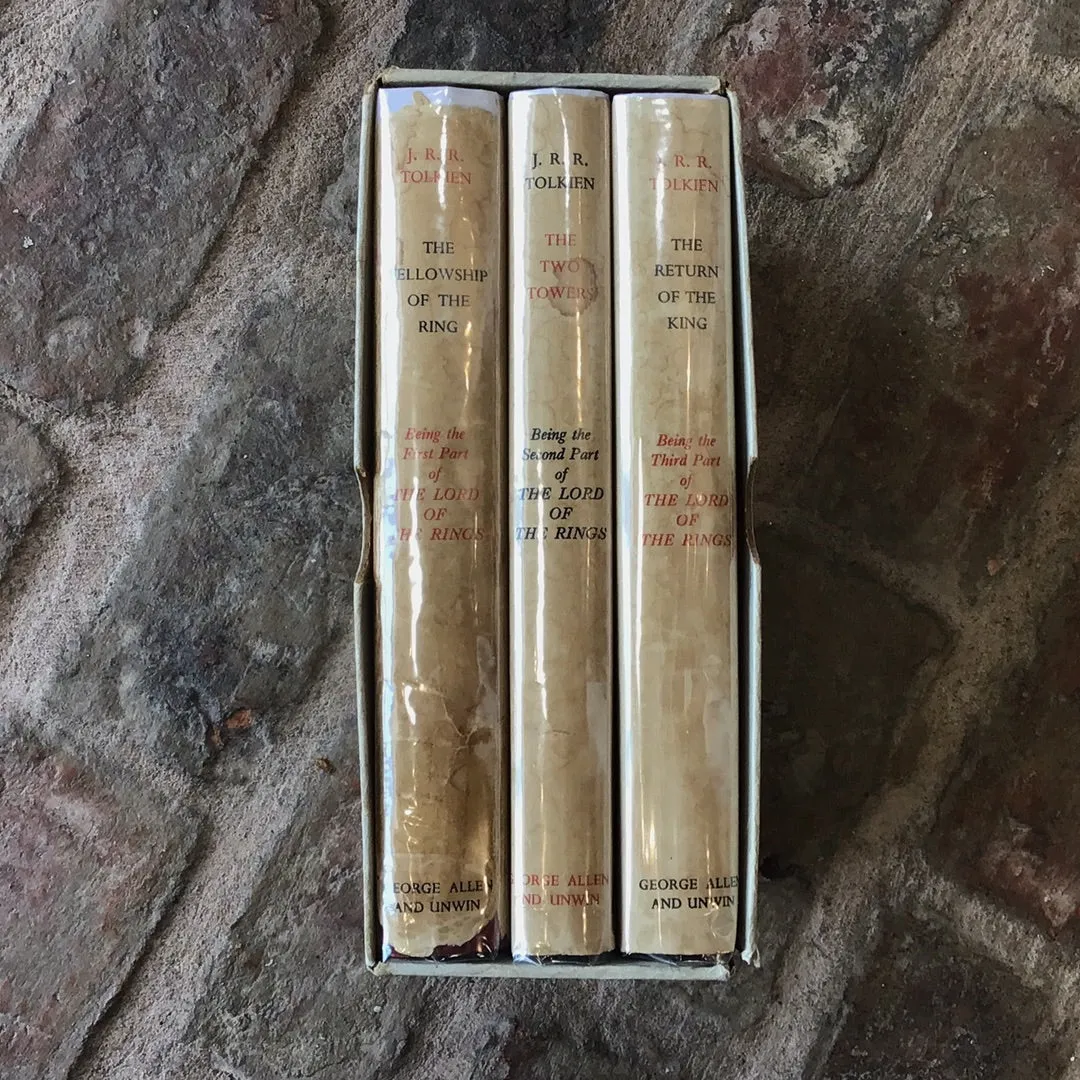 J. R. R.
TOLKIEN
THE
FELLOWSHIP
OF THE
RING
Being the
First Part
of
THE LORD
OF
THE RINGS
GEORGE ALLEN
AND UNWIN
J. R. R.
TOLKIEN
THE
TWO
TOWERS
Being the
Second Part
of
THE LORD
OF
THE RINGS
GEORGE ALLEN
AND UNWIN
J. R. R.
TOLKIEN
THE
RETURN
OF THE
KING
Being the
Third Part
of
THE LORD
OF
THE RINGS
GEORGE ALLEN
AND UNWIN